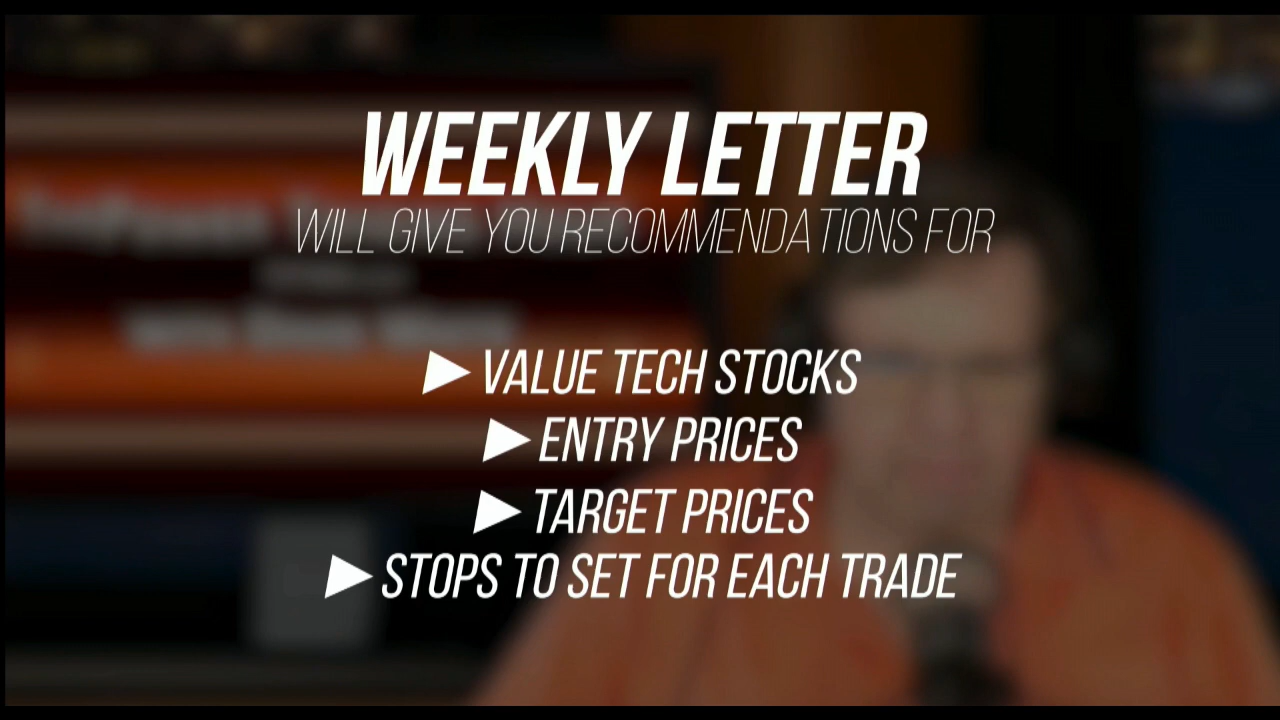 WEEKLY LETTER
WILL GIVE YOU RECOMMENDATIONS FOR
▶ VALUE TECH STOCKS
▶ ENTRY PRICES
▶ TARGET PRICES
▶ STOPS TO SET FOR EACH TRADE